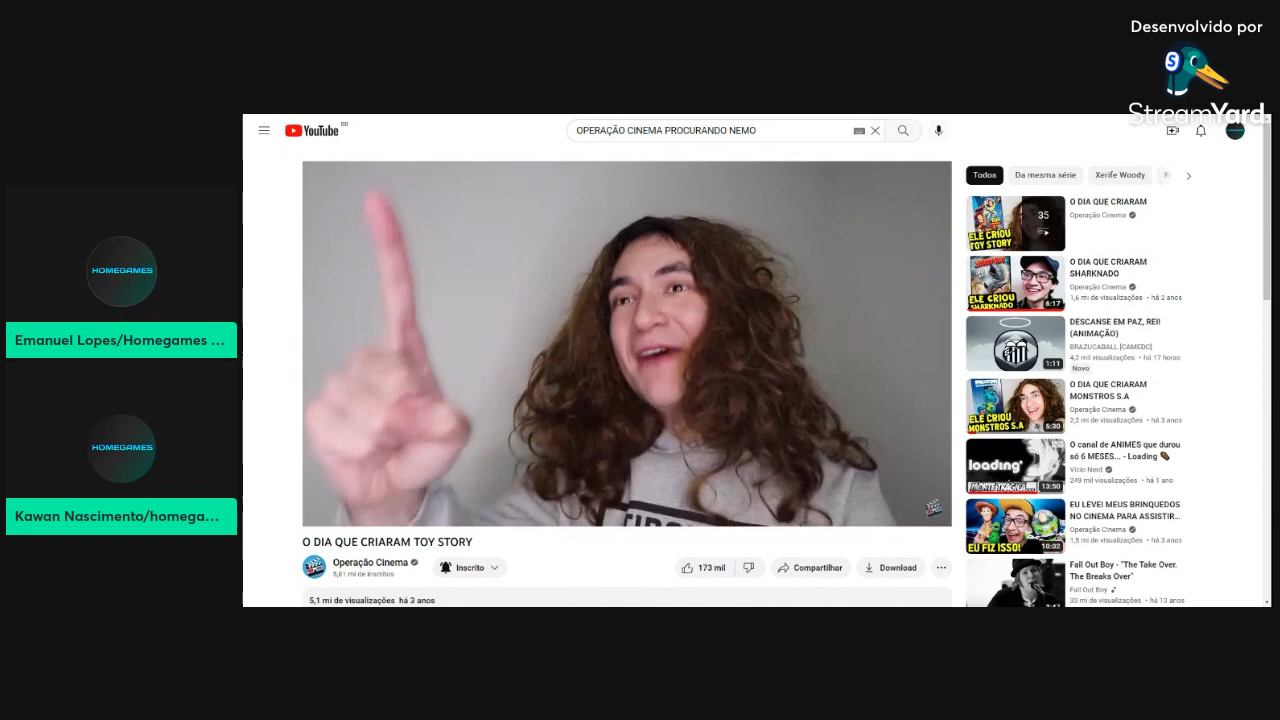 Desenvolvido por
StreamYard.
HOMEGAMES
Emanuel Lopes/Homegames ...
HOMEGAMES
Kawan Nascimento/homega...
YouTube BR
OPERAÇÃO CINEMA PROCURANDO NEMO
O DIA QUE CRIARAM TOY STORY
Operação Cinema
5,81 mi de inscritos
Inscrito
173 mil
Compartilhar
Download
5,1 mi de visualizações há 3 anos
Todos
Da mesma série
Xerife Woody
ELE CRIOU
TOY STORY
35
O DIA QUE CRIARAM
Operação Cinema
ELE CRIOU
SHARKNADO
6:17
O DIA QUE CRIARAM
SHARKNADO
Operação Cinema
1,6 mi de visualizações • há 2 anos
1:11
DESCANSE EM PAZ, REI!
(ANIMAÇÃO)
BRAZUCABALL [CAMEDC]
4,2 mil visualizações • há 17 horas
Novo
ELE CRIOU
MONSTROS S.A
5:30
O DIA QUE CRIARAM
MONSTROS S.A
Operação Cinema
2,2 mi de visualizações • há 3 anos
loading
MORTE TRÁGICA...
13:50
O canal de ANIMES que durou
só 6 MESES... - Loading
Vício Nerd
249 mil visualizações • há 1 ano
EU FIZ ISSO!
10:02
EU LEVEI MEUS BRINQUEDOS
NO CINEMA PARA ASSISTIR...
Operação Cinema
1,5 mi de visualizações • há 3 anos
3:47
Fall Out Boy - "The Take Over,
The Breaks Over"
Fall Out Boy
33 mi de visualizações • há 13 anos